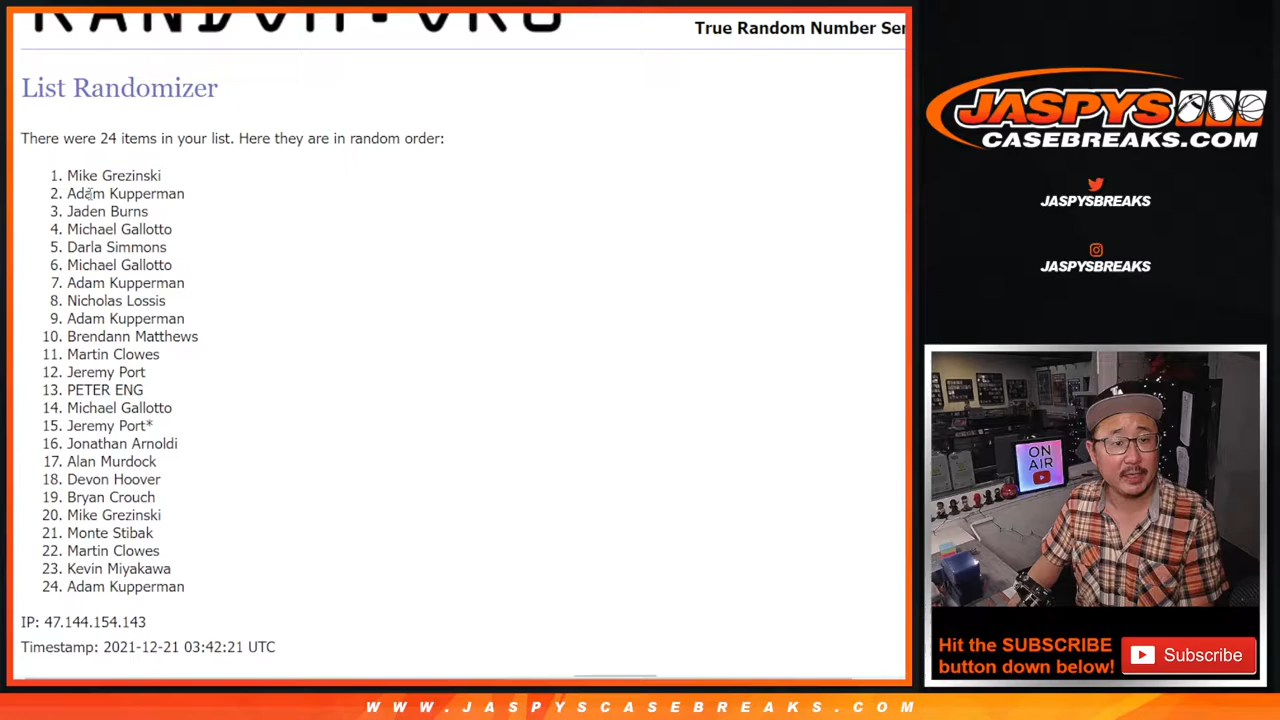 RANDOM.ORG
True Random Number Ser
List Randomizer
There were 24 items in your list. Here they are in random order:
1. Mike Grezinski
2. Adam Kupperman
3. Jaden Burns
4. Michael Gallotto
5. Darla Simmons
6. Michael Gallotto
7. Adam Kupperman
8. Nicholas Lossis
9. Adam Kupperman
10. Brendann Matthews
11. Martin Clowes
12. Jeremy Port
13. PETER ENG
14. Michael Gallotto
15. Jeremy Port*
16. Jonathan Arnoldi
17. Alan Murdock
18. Devon Hoover
19. Bryan Crouch
20. Mike Grezinski
21. Monte Stibak
22. Martin Clowes
23. Kevin Miyakawa
24. Adam Kupperman
IP: 47.144.154.143
Timestamp: 2021-12-21 03:42:21 UTC
JASPYS
CASEBREAKS.COM
JASPYSBREAKS
JASPYSBREAKS
ON
AIR
Hit the SUBSCRIBE
button down below!
Subscribe
WWW.JASPYSCASEBREAKS.COM